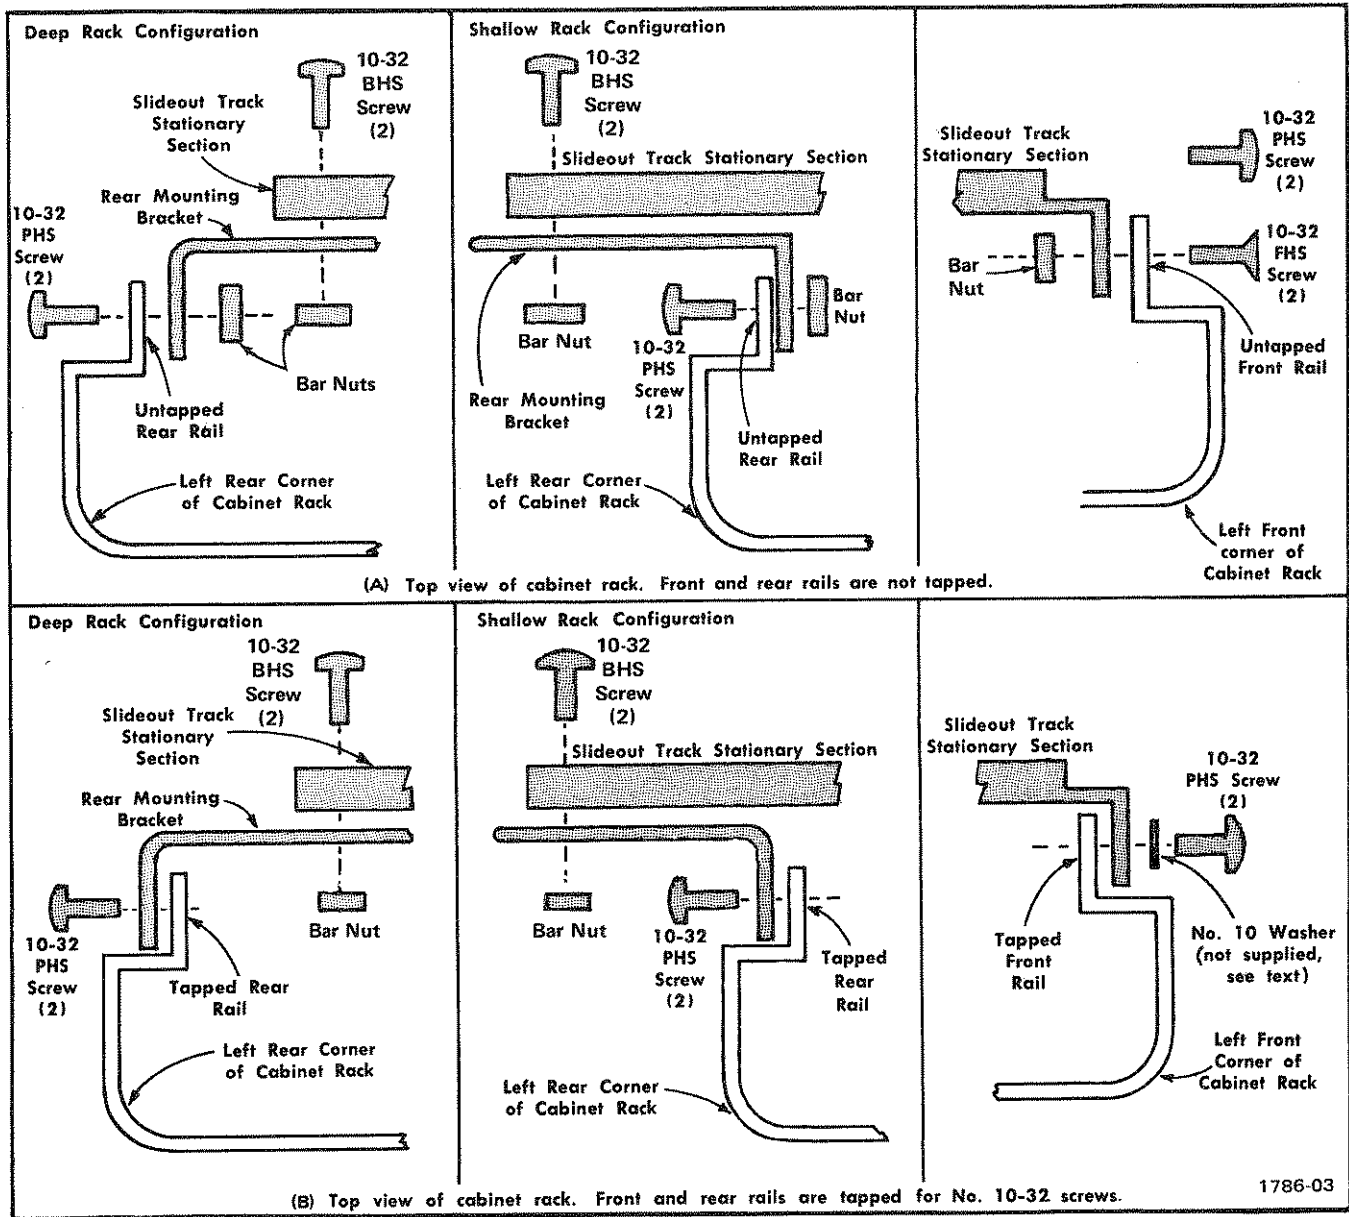 Deep Rack Configuration
10-32
BHS
Screw
(2)
Slideout Track
Stationary
Section
Rear Mounting
Bracket
10-32
PHS
Screw
(2)
Bar Nuts
Untapped
Rear Rail
Left Rear Corner
of Cabinet Rack
Shallow Rack Configuration
10-32
BHS
Screw
(2)
Slideout Track Stationary Section
Bar Nut
Bar
Nut
10-32
PHS
Screw
(2)
Rear Mounting
Bracket
Untapped
Rear Rail
Left Rear Corner
of Cabinet Rack
Slideout Track
Stationary Section
10-32
PHS
Screw
(2)
10-32
FHS
Screw
(2)
Bar
Nut
Untapped
Front Rail
Left Front
corner of
Cabinet Rack
(A) Top view of cabinet rack. Front and rear rails are not tapped.
Deep Rack Configuration
10-32
BHS
Screw
(2)
Slideout Track
Stationary
Section
Rear Mounting
Bracket
10-32
PHS
Screw
(2)
Bar Nut
Tapped Rear
Rail
Left Rear Corner
of Cabinet Rack
Shallow Rack Configuration
10-32
BHS
Screw
(2)
Slideout Track Stationary Section
Bar Nut
10-32
PHS
Screw
(2)
Tapped
Rear
Rail
Left Rear Corner
of Cabinet Rack
Slideout Track
Stationary Section
10-32
PHS Screw
(2)
Tapped
Front
Rail
No. 10 Washer
(not supplied,
see text)
Left Front
Corner of
Cabinet Rack
(B) Top view of cabinet rack. Front and rear rails are tapped for No. 10-32 screws.
1786-03